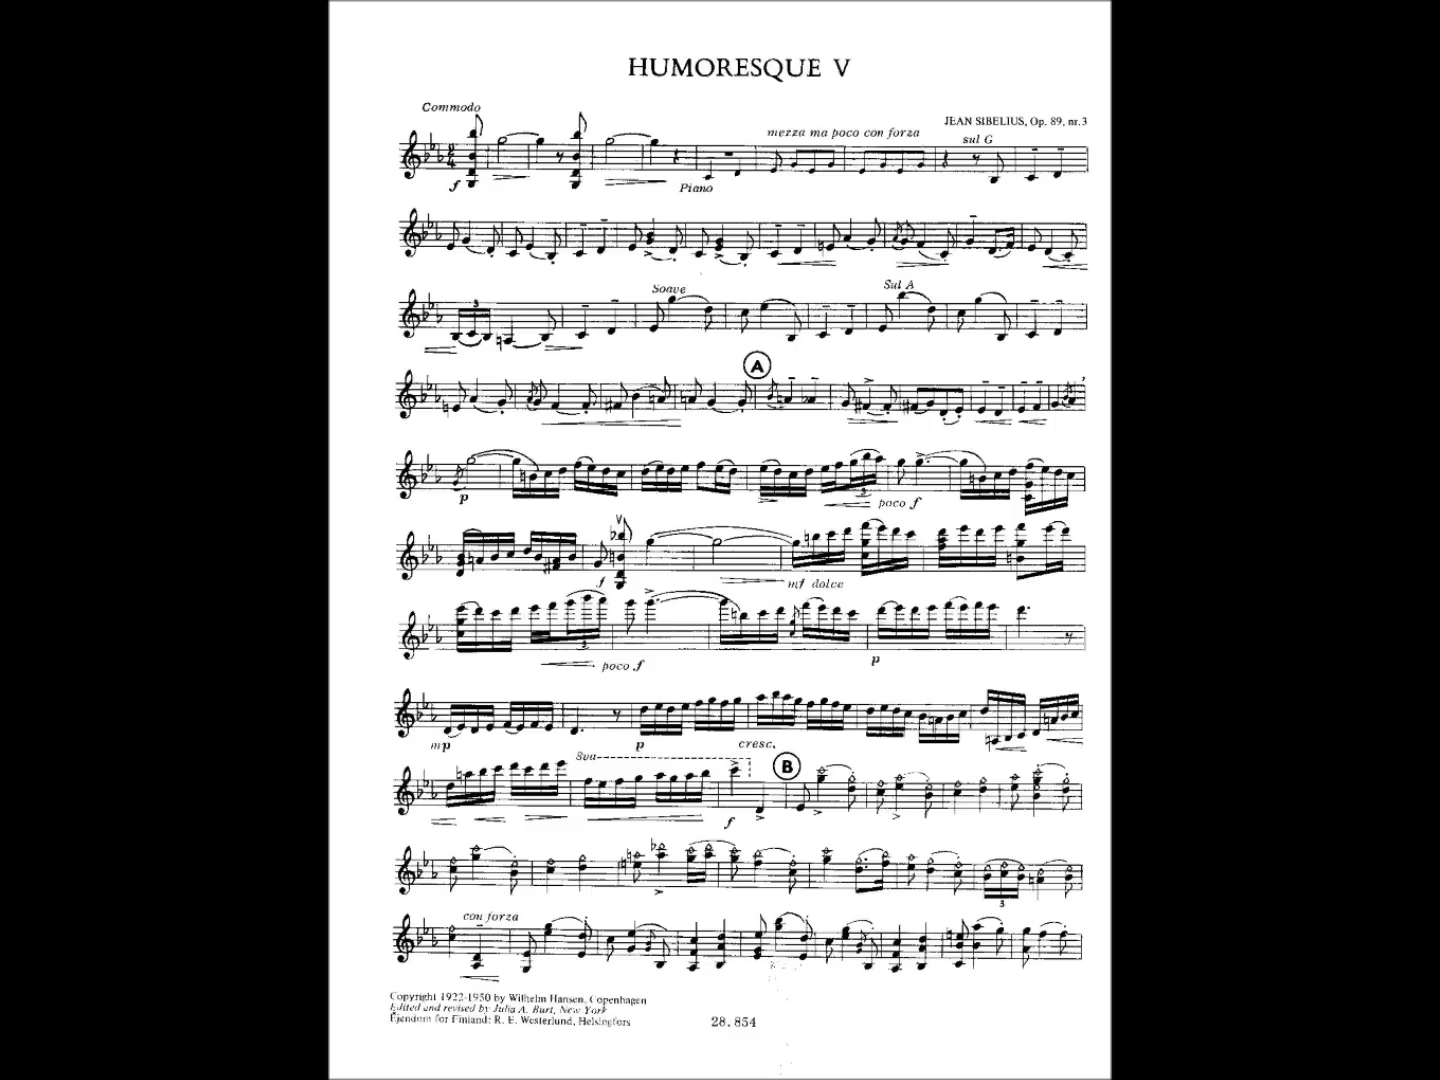 HUMORESQUE V
Commodo
JEAN SIBELIUS, Op. 89, nr.3
mezza ma poco con forza
sul G
f
Piano
3
Soave
Sul A
A
p
poco f
f
mf dolce
poco f
p
mp
p
cresc.
8va
B
f
3
con forza
Copyright 1922-1950 by Wilhelm Hansen, Copenhagen
Edited and revised by Julia A. Burt, New York
Ejendom for Finland: R. E. Westerlund, Helsingfors
28.854